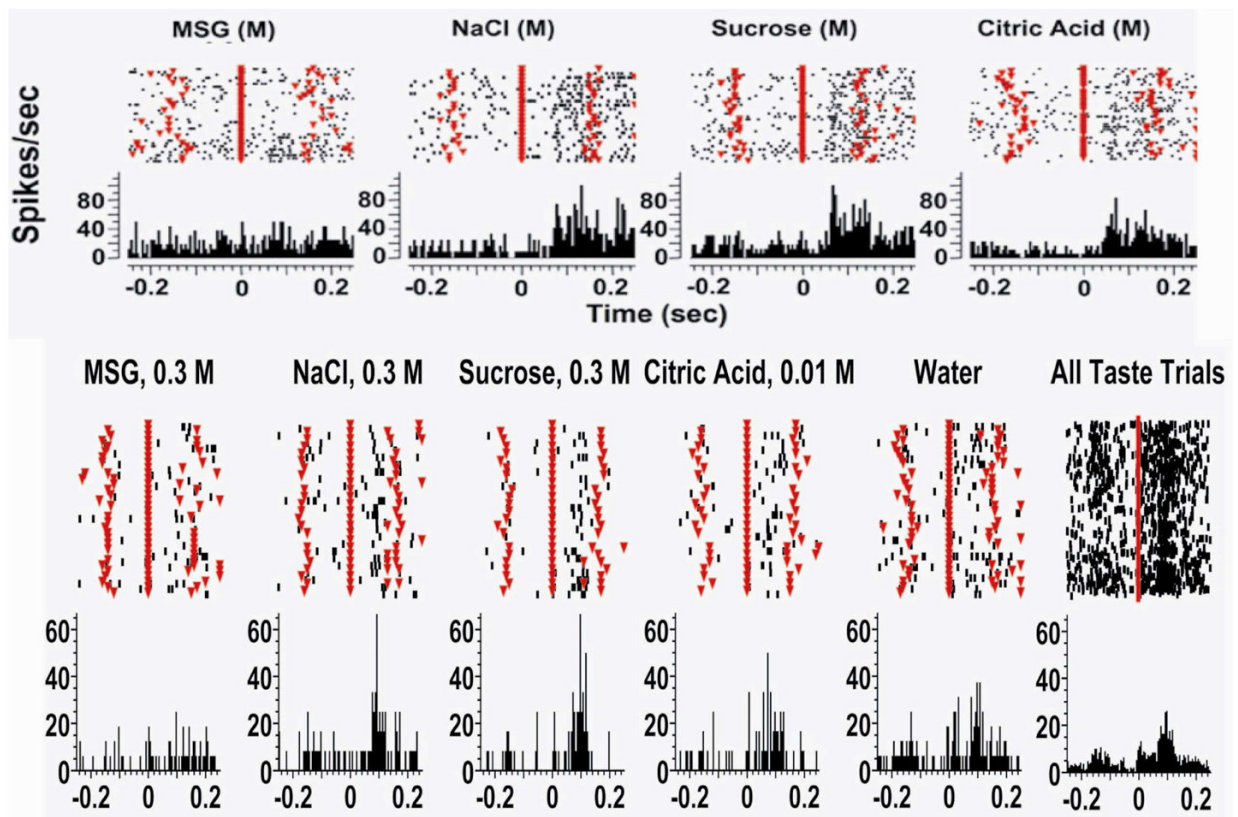 MSG (M) NaCl (M) Sucrose (M) Citric Acid (M)
Spikes/sec
80 80 80 80
40 40 40 40
0 0 0 0
-0.2 0 0.2 -0.2 0 0.2 -0.2 0 0.2 -0.2 0 0.2
Time (sec)
MSG, 0.3 M NaCl, 0.3 M Sucrose, 0.3 M Citric Acid, 0.01 M Water All Taste Trials
60 60 60 60 60 60
40 40 40 40 40 40
20 20 20 20 20 20
0 0 0 0 0 0
-0.2 0 0.2 -0.2 0 0.2 -0.2 0 0.2 -0.2 0 0.2 -0.2 0 0.2 -0.2 0 0.2